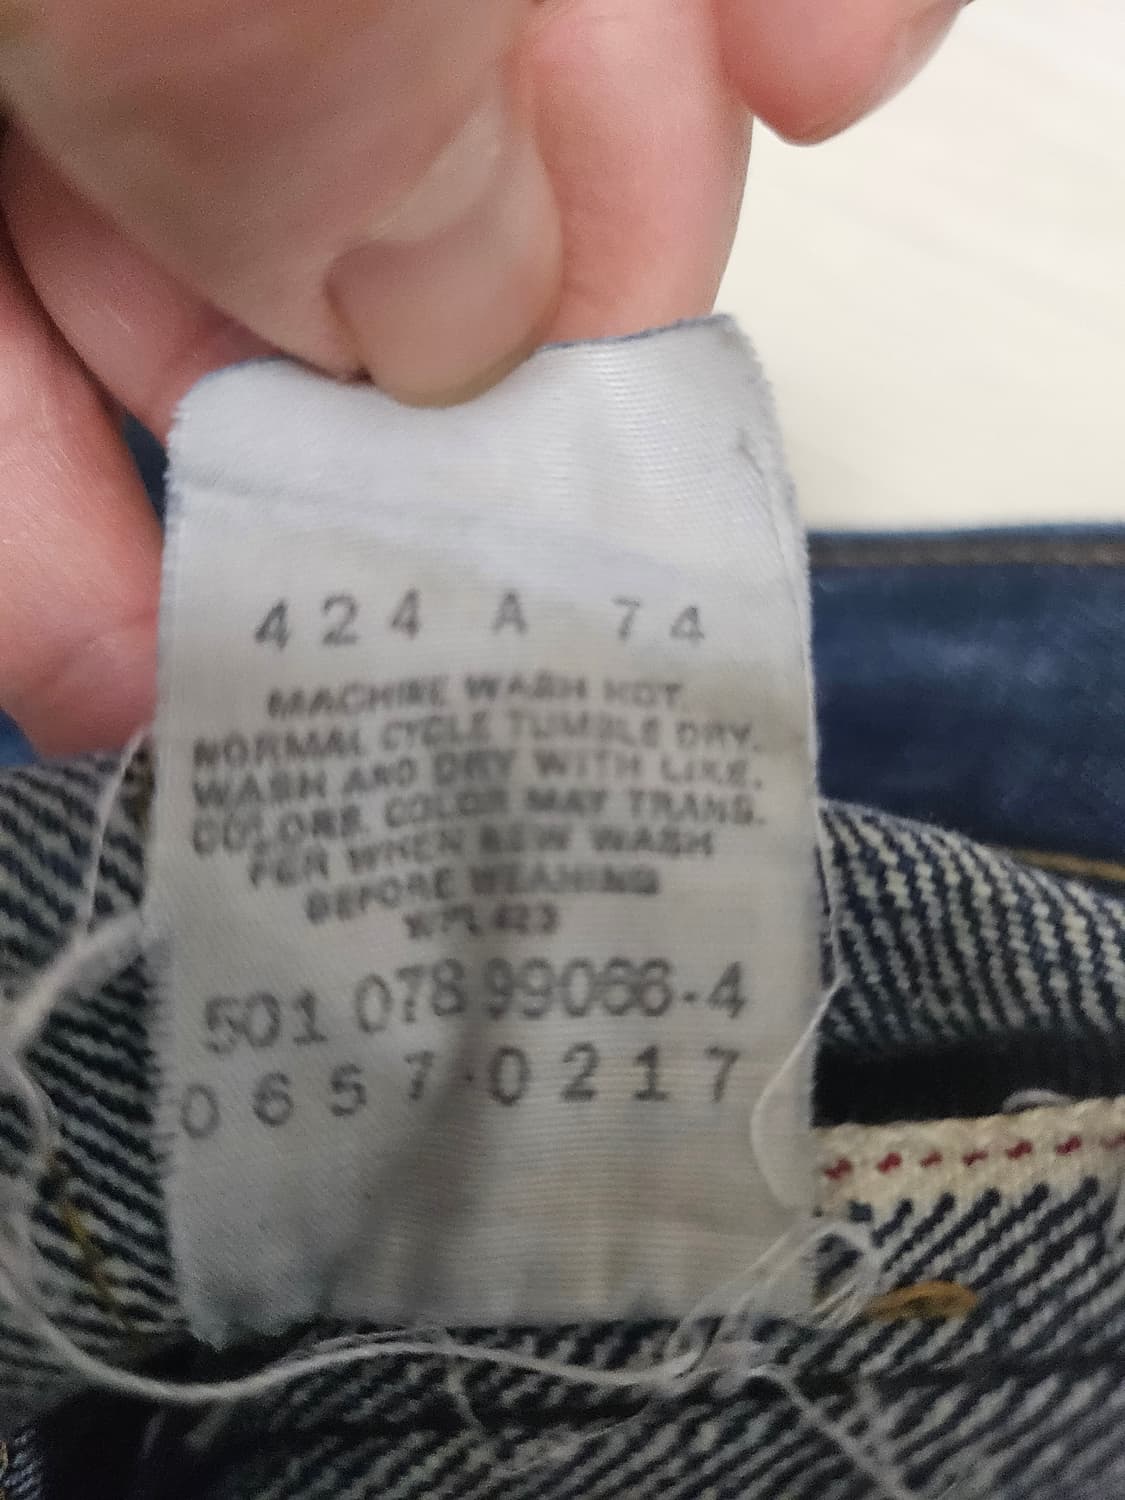 424 A 74
MACHINE WASH HOT.
NORMAL CYCLE TUMBLE DRY.
WASH AND DRY WITH LIKE.
COLORS. COLOR MAY TRANS.
FER WHEN NEW WASH
BEFORE WEARING
WPL423
501 078 99066-4
0657 0217